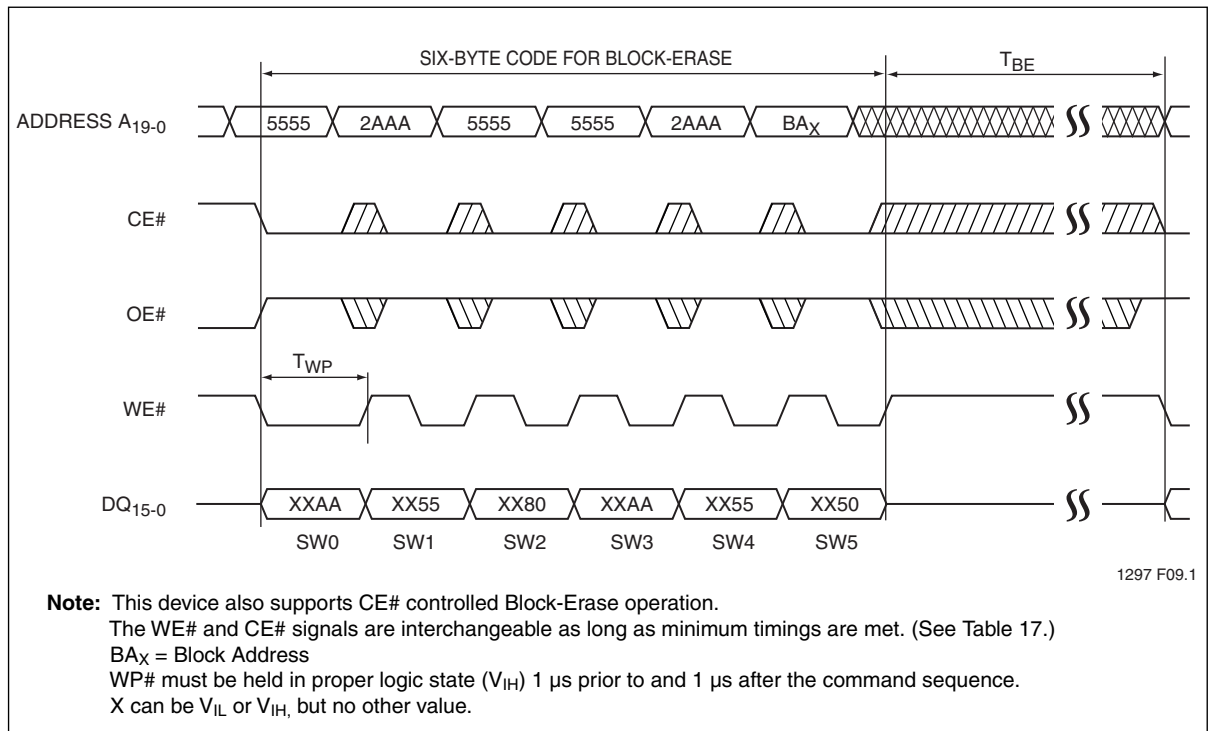 SIX-BYTE CODE FOR BLOCK-ERASE
TBE
ADDRESS A19-0
5555 2AAA 5555 5555 2AAA BAX
CE#
OE#
TWP
WE#
DQ15-0
XXAA XX55 XX80 XXAA XX55 XX50
SW0 SW1 SW2 SW3 SW4 SW5
1297 F09.1
Note: This device also supports CE# controlled Block-Erase operation.
The WE# and CE# signals are interchangeable as long as minimum timings are met. (See Table 17.)
BAX = Block Address
WP# must be held in proper logic state (VIH) 1 µs prior to and 1 µs after the command sequence.
X can be VIL or VIH, but no other value.